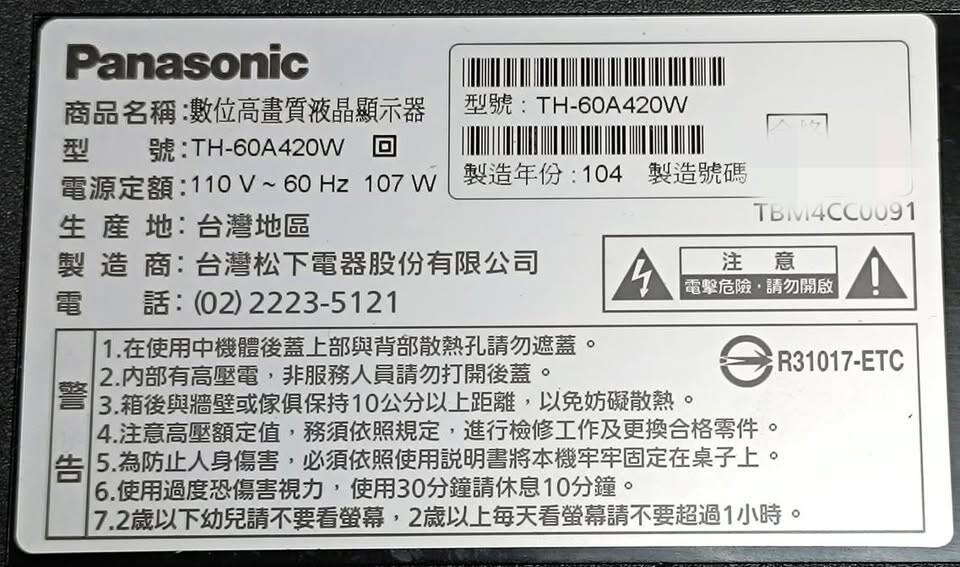 Panasonic
商品名稱:數位高畫質液晶顯示器
型 號:TH-60A420W 回
電源定額:110 V ~ 60 Hz 107 W
生 產 地:台灣地區
製 造 商:台灣松下電器股份有限公司
電 話:(02) 2223-5121
型號:TH-60A420W
製造年份:104 製造號碼
TBM4CC0091
注 意
電擊危險,請勿開啟
警告
R31017-ETC
1.在使用中機體後蓋上部與背部散熱孔請勿遮蓋。
2.內部有高壓電,非服務人員請勿打開後蓋。
3.箱後與牆壁或傢俱保持10公分以上距離,以免妨礙散熱。
4.注意高壓額定值,務須依照規定,進行檢修工作及更換合格零件。
5.為防止人身傷害,必須依照使用説明書將本機牢牢固定在桌子上。
6.使用過度恐傷害視力,使用30分鐘請休息10分鐘。
7.2歲以下幼兒請不要看螢幕,2歲以上每天看螢幕請不要超過1小時。